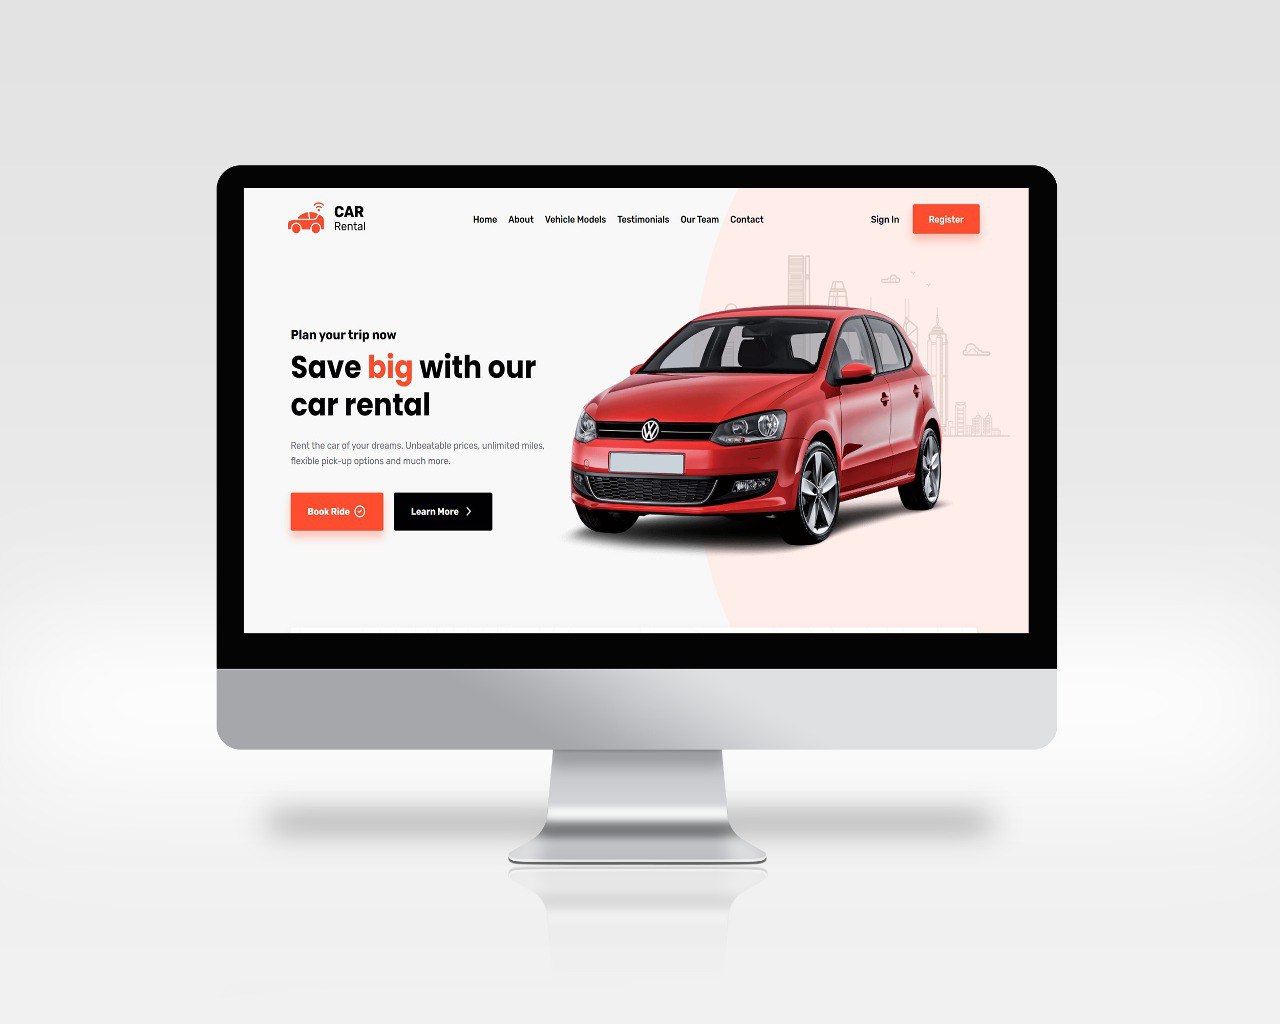 CAR
Rental
Home About Vehicle Models Testimonials Our Team Contact
Sign In Register
Plan your trip now
Save big with our
car rental
Rent the car of your dreams. Unbeatable prices, unlimited miles,
flexible pick-up options and much more.
Book Ride Learn More